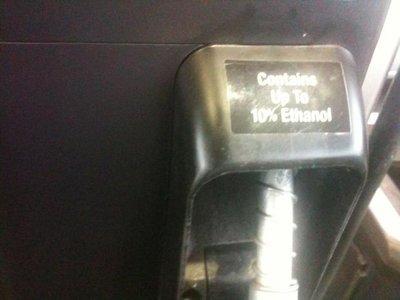 Contains
Up To
10% Ethanol